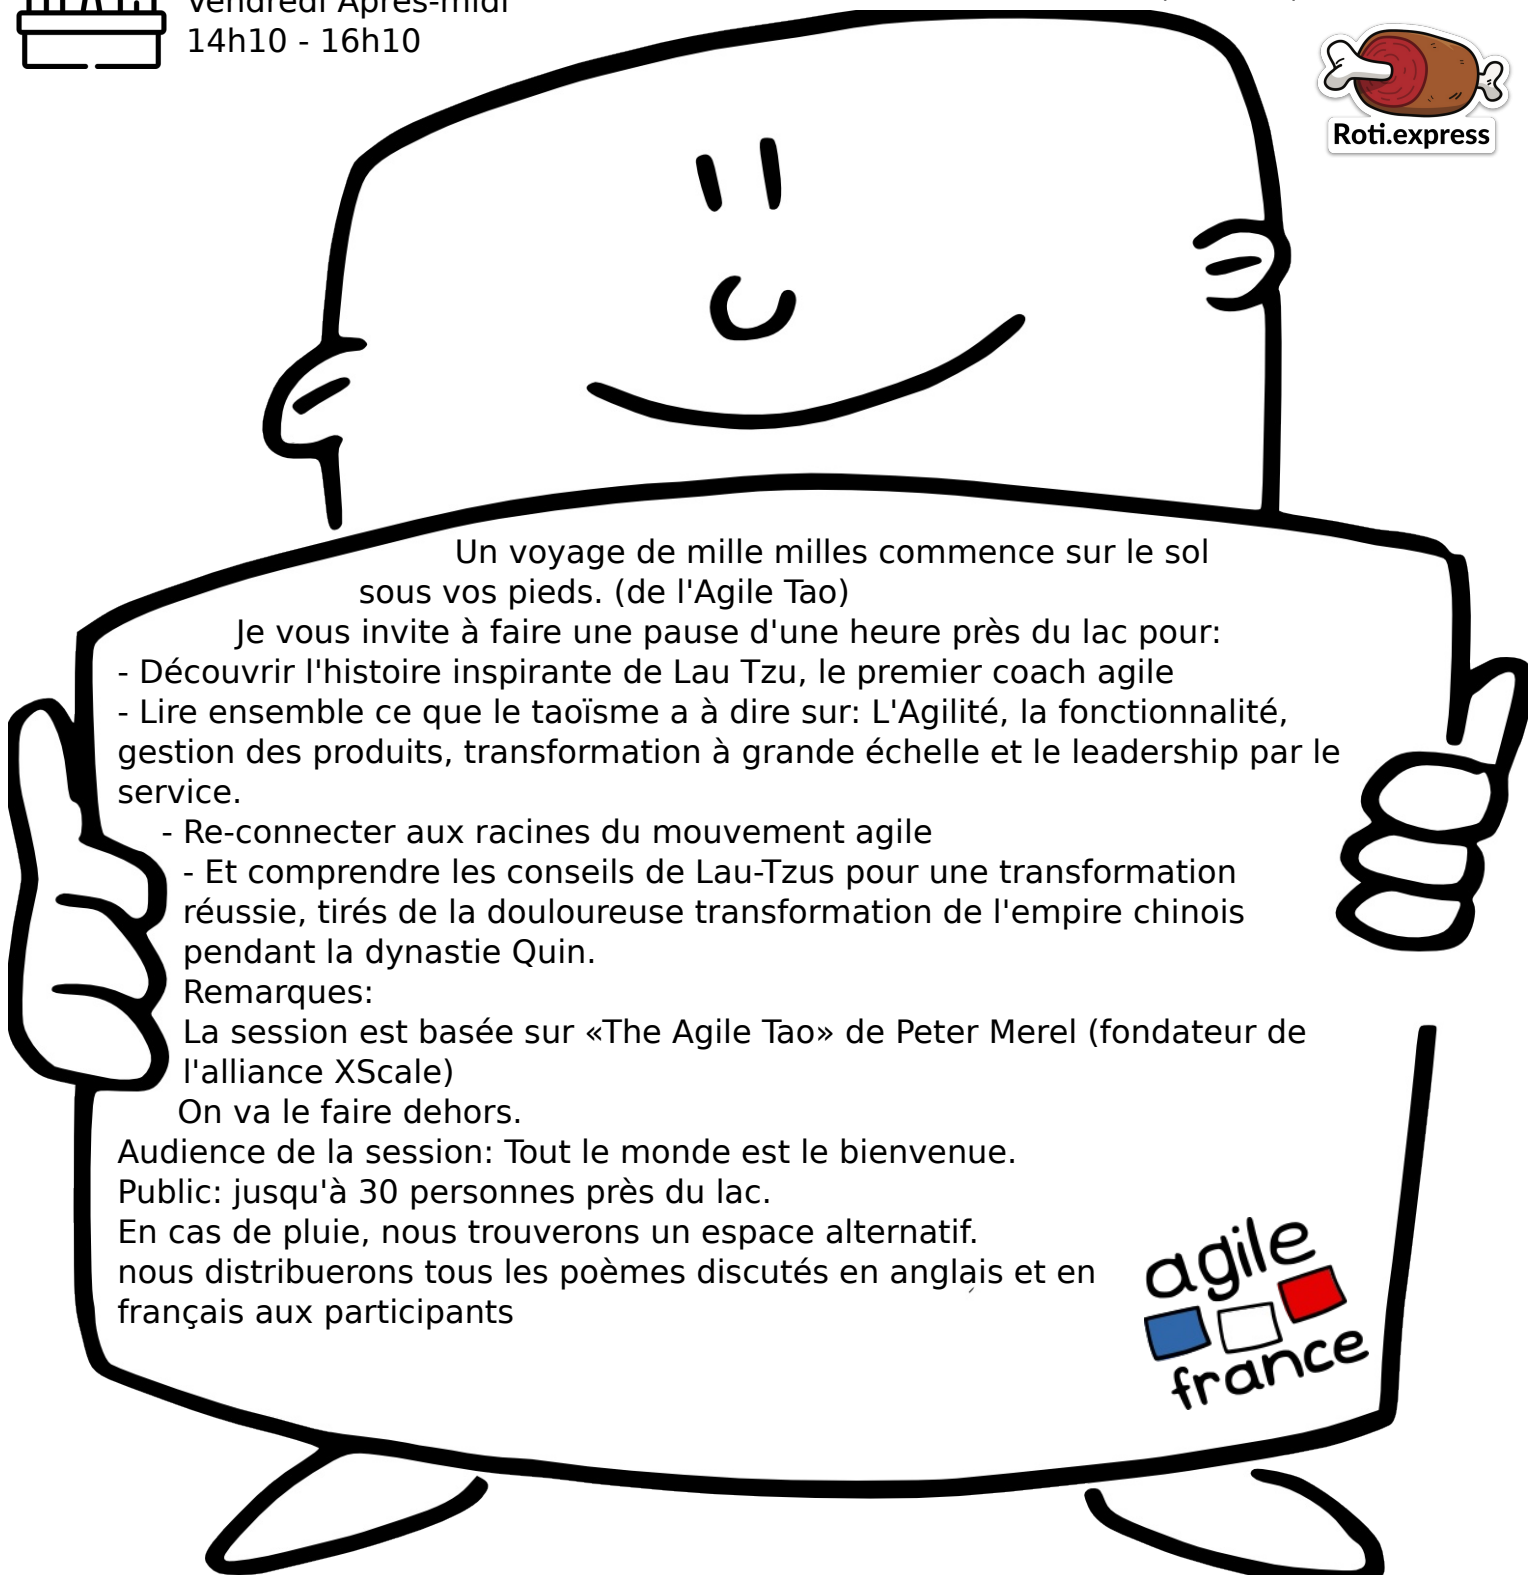 Vendredi Après-midi
14h10 - 16h10
Roti.express
Un voyage de mille milles commence sur le sol
sous vos pieds. (de l'Agile Tao)
Je vous invite à faire une pause d'une heure près du lac pour:
- Découvrir l'histoire inspirante de Lau Tzu, le premier coach agile
- Lire ensemble ce que le taoïsme a à dire sur: L'Agilité, la fonctionnalité,
gestion des produits, transformation à grande échelle et le leadership par le
service.
- Re-connecter aux racines du mouvement agile
- Et comprendre les conseils de Lau-Tzus pour une transformation
réussie, tirés de la douloureuse transformation de l'empire chinois
pendant la dynastie Quin.
Remarques:
La session est basée sur «The Agile Tao» de Peter Merel (fondateur de
l'alliance XScale)
On va le faire dehors.
Audience de la session: Tout le monde est le bienvenue.
Public: jusqu'à 30 personnes près du lac.
En cas de pluie, nous trouverons un espace alternatif.
nous distribuerons tous les poèmes discutés en anglais et en
français aux participants
agile
france